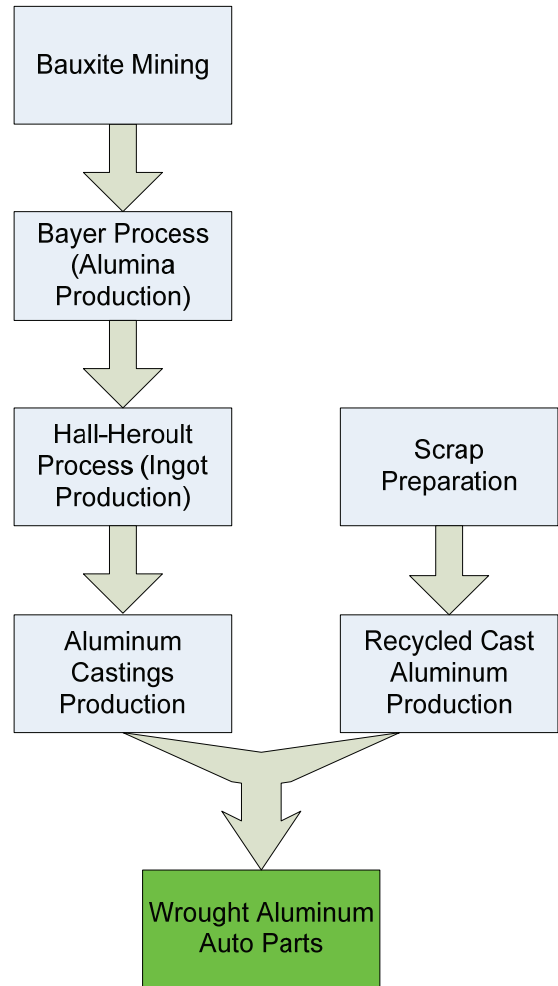 Bauxite Mining
Bayer Process
(Alumina
Production)
Hall-Heroult
Process (Ingot
Production)
Scrap
Preparation
Aluminum
Castings
Production
Recycled Cast
Aluminum
Production
Wrought Aluminum
Auto Parts